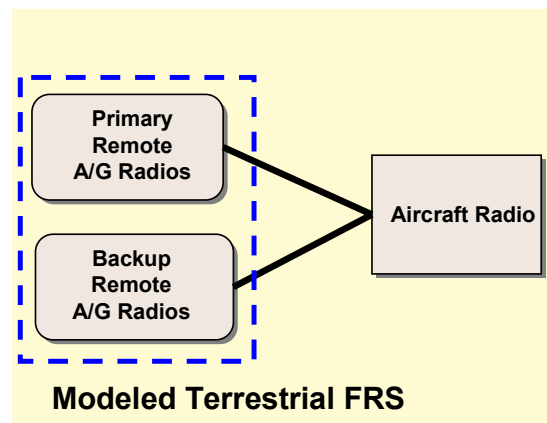 Primary
Remote
A/G Radios
Aircraft Radio
Backup
Remote
A/G Radios
Modeled Terrestrial FRS